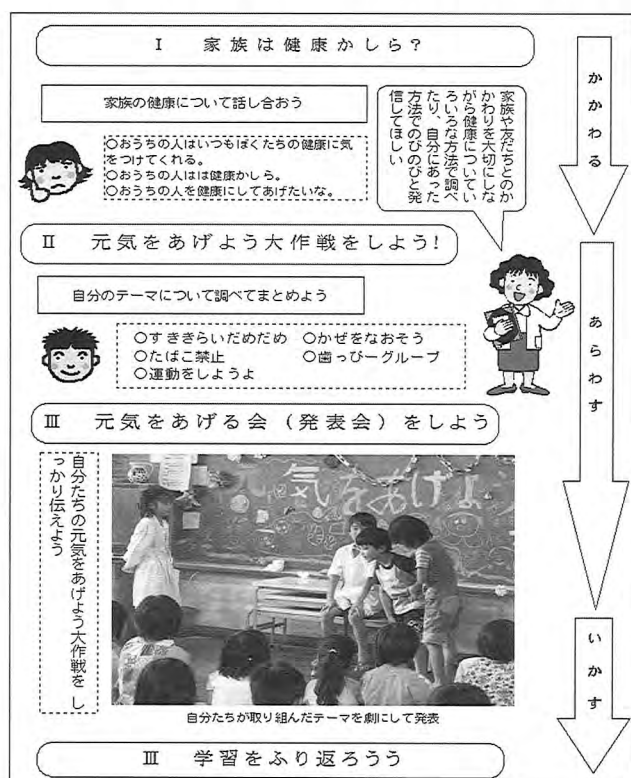 Ⅰ 家族は健康かしら？
家族の健康について話し合おう
○おうちの人はいつもぼくたちの健康に気
をつけてくれる。
○おうちの人はは健康かしら。
○おうちの人を健康にしてあげたいな。
家族や友だちとのか
かわりを大切にしな
がら健康についてい
ろいろな方法で調べ
たり、自分にあった
方法でのびのびと発
信してほしい
かかわる
Ⅱ 元気をあげよう大作戦をしよう！
自分のテーマについて調べてまとめよう
○すききらいだめだめ ○かぜをなおそう
○たばこ禁止 ○歯っぴーグループ
○運動をしようよ
あらわす
Ⅲ 元気をあげる会（発表会）をしよう
自分たちの元気をあげよう大作戦を し
っかり伝えよう
元気をあげよう
自分たちが取り組んだテーマを劇にして発表
いかす
Ⅲ 学習をふり返ろうう